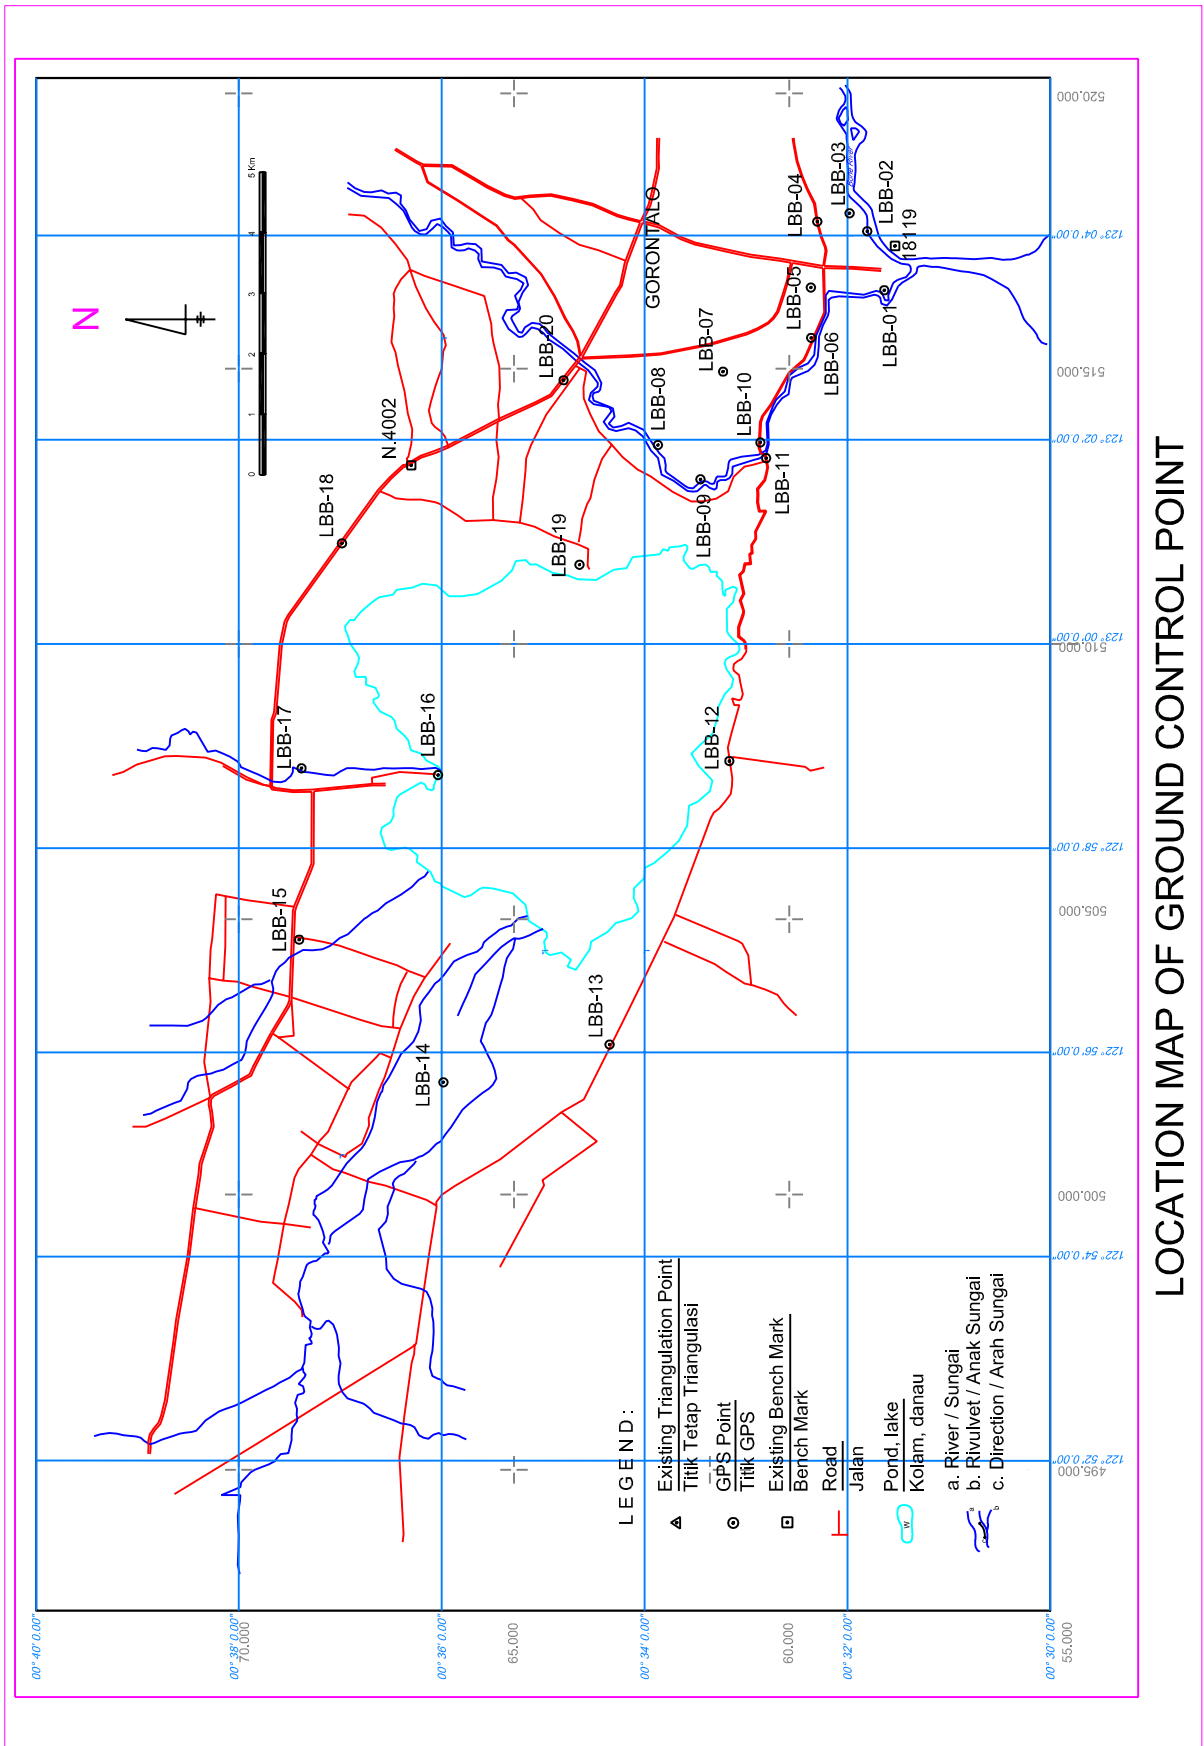 N
0 1 2 3 4 5 Km
LBB-18
N.4002
LBB-20
GORONTALO
LBB-04
LBB-03
Bone River
LBB-02
18119
LBB-01
LBB-05
LBB-06
LBB-07
LBB-08
LBB-10
LBB-11
LBB-09
LBB-19
LBB-17
LBB-16
LBB-12
LBB-15
LBB-14
LBB-13
00° 40' 0.00"
00° 38' 0.00"
70.000
00° 36' 0.00"
65.000
00° 34' 0.00"
60.000
00° 32' 0.00"
00° 30' 0.00"
55.000
122° 52' 0.00"
495.000
122° 54' 0.00"
500.000
122° 56' 0.00"
505.000
122° 58' 0.00"
123° 0' 0.00"
510.000
123° 02' 0.00"
515.000
123° 04' 0.00"
520.000
LEGEND :
Existing Triangulation Point
Titik Tetap Triangulasi
GPS Point
Titik GPS
Existing Bench Mark
Bench Mark
Road
Jalan
W
Pond, lake
Kolam, danau
a
b
c
a. River / Sungai
b. Rivulvet / Anak Sungai
c. Direction / Arah Sungai
LOCATION MAP OF GROUND CONTROL POINT